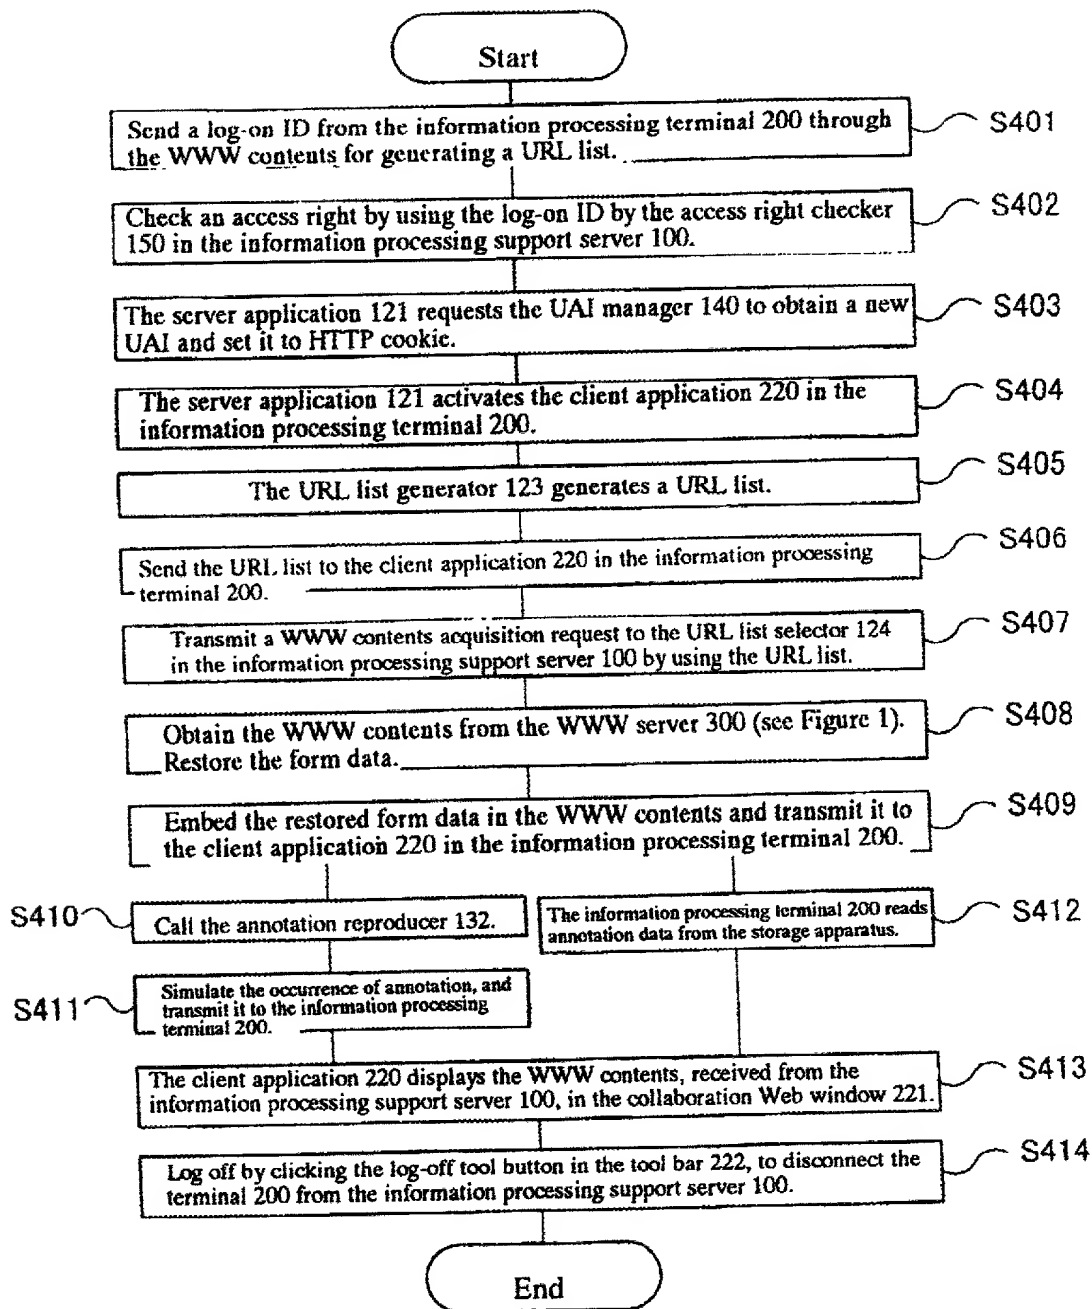 Start
Send a log-on ID from the information processing terminal 200 through
the WWW contents for generating a URL list.
S401
Check an access right by using the log-on ID by the access right checker
150 in the information processing support server 100.
S402
The server application 121 requests the UAI manager 140 to obtain a new
UAI and set it to HTTP cookie.
S403
The server application 121 activates the client application 220 in the
information processing terminal 200.
S404
The URL list generator 123 generates a URL list.
S405
Send the URL list to the client application 220 in the information processing
terminal 200.
S406
Transmit a WWW contents acquisition request to the URL list selector 124
in the information processing support server 100 by using the URL list.
S407
Obtain the WWW contents from the WWW server 300 (see Figure 1).
Restore the form data.
S408
Embed the restored form data in the WWW contents and transmit it to
the client application 220 in the information processing terminal 200.
S409
S410
Call the annotation reproducer 132.
The information processing terminal 200 reads
annotation data from the storage apparatus.
S412
S411
Simulate the occurrence of annotation, and
transmit it to the information processing
terminal 200.
The client application 220 displays the WWW contents, received from the
information processing support server 100, in the collaboration Web window 221.
S413
Log off by clicking the log-off tool button in the tool bar 222, to disconnect the
terminal 200 from the information processing support server 100.
S414
End